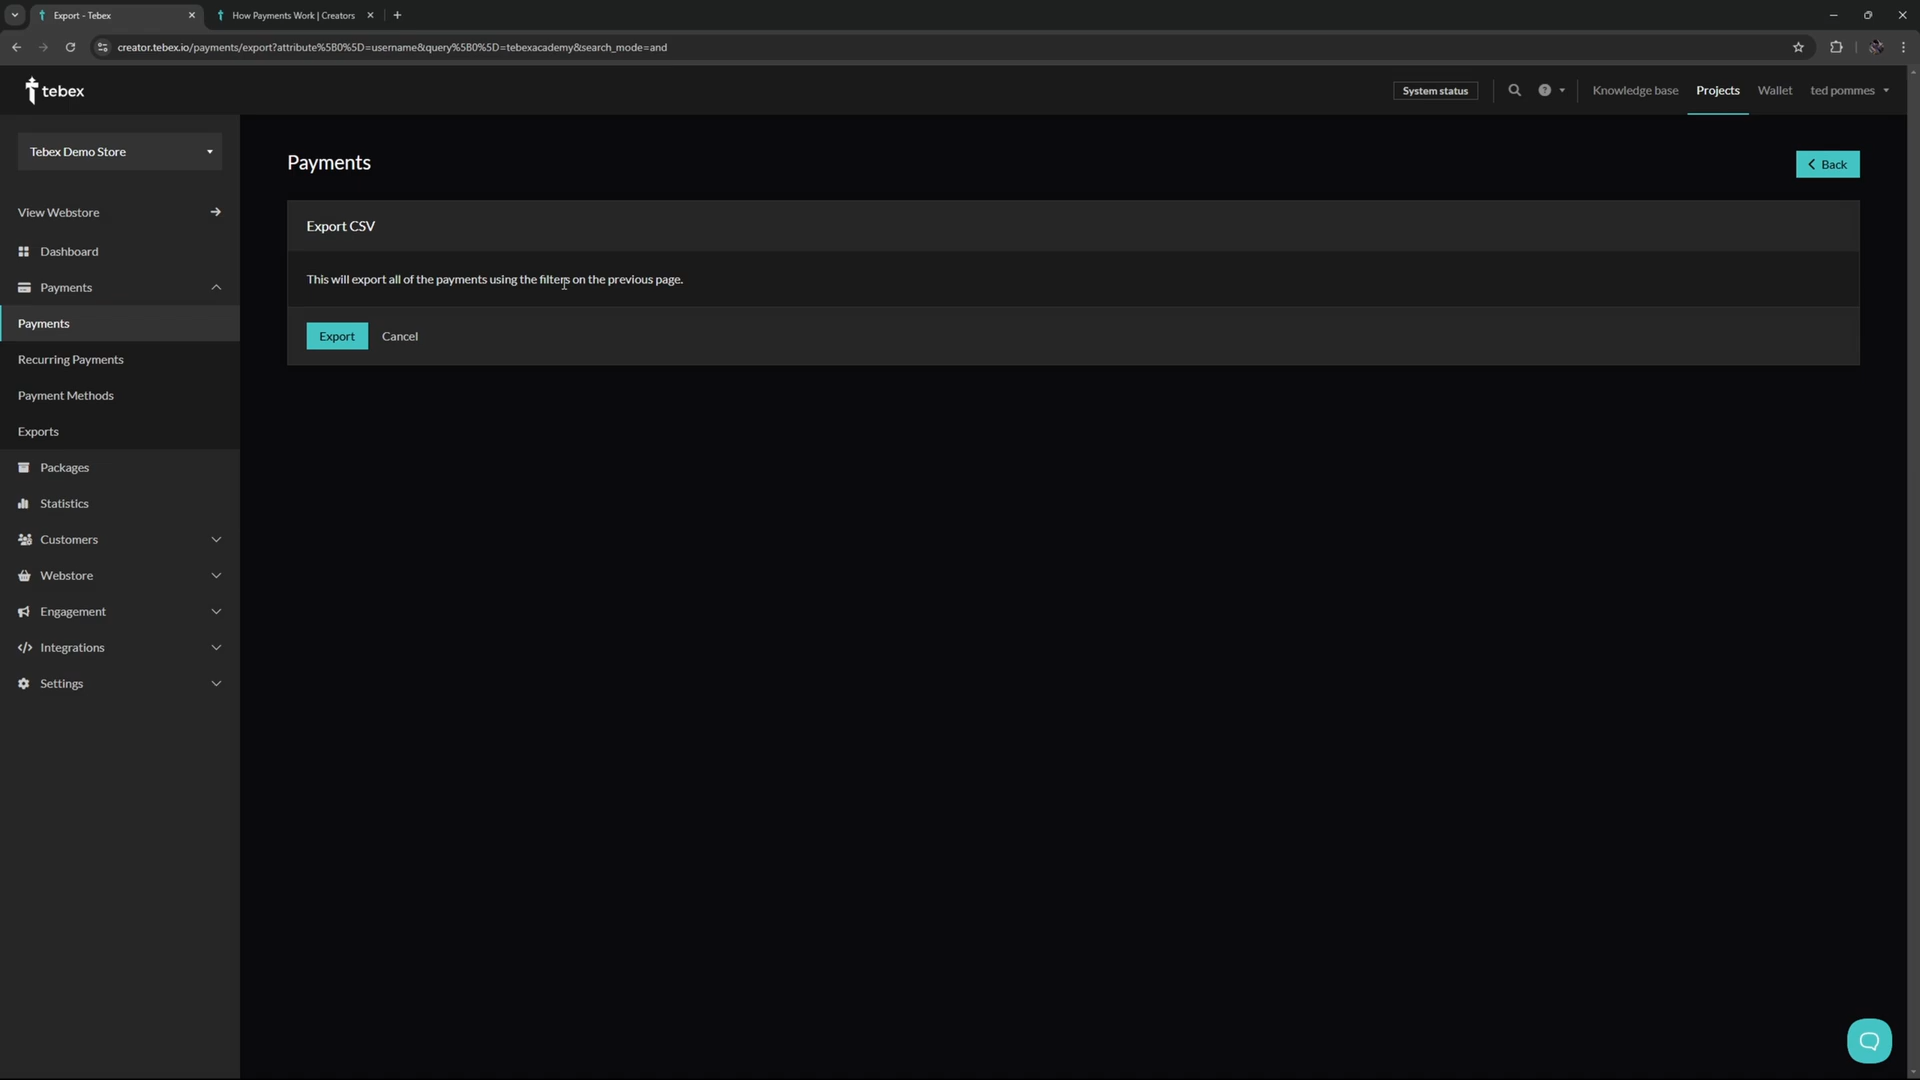 Export - Tebex
How Payments Work | Creators
creator.tebex.io/payments/export?attribute%5B0%5D=username&query%5B0%5D=tebexacademy&search_mode=and
tebex
System status
Knowledge base
Projects
Wallet
ted pommes
Tebex Demo Store
View Webstore
Dashboard
Payments
Payments
Recurring Payments
Payment Methods
Exports
Packages
Statistics
Customers
Webstore
Engagement
Integrations
Settings
Payments
Back
Export CSV
This will export all of the payments using the filters on the previous page.
Export
Cancel